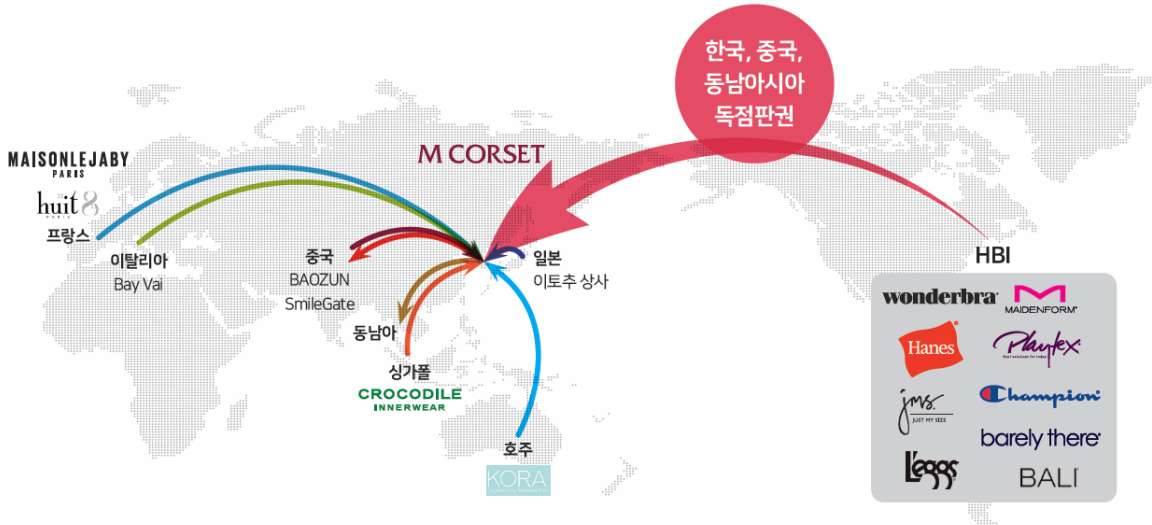 한국, 중국,
동남아시아
독점판권
M CORSET
MAISONLEJABY
PARIS
huit 8
PARIS
프랑스
이탈리아
Bay Vai
중국
BAOZUN
SmileGate
일본
이토추 상사
동남아
싱가폴
CROCODILE
INNERWEAR
호주
KORA
HBI
wonderbra
MAIDENFORM
Hanes
Playtex
jms.
JUST MY SIZE
Champion
barely there
L'eggs
BALI